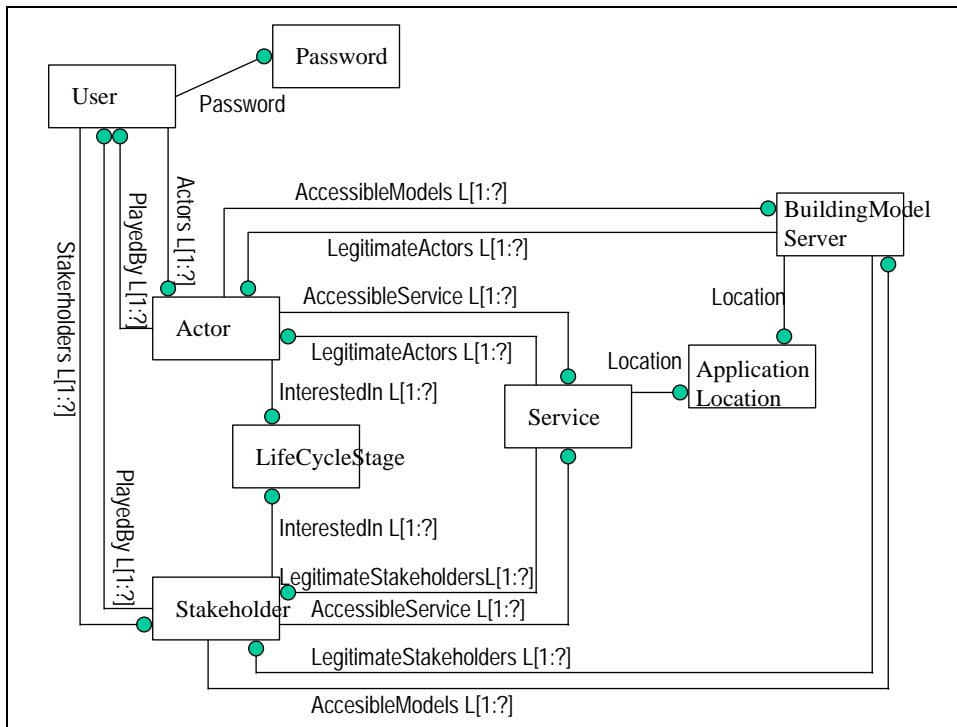 Password
User
Password
Actors L[1:?]
PlayedBy L[1:?]
Stakerholders L[1:?]
AccessibleModels L[1:?]
BuildingModel
Server
LegitimateActors L[1:?]
AccessibleService L[1:?]
Location
Actor
LegitimateActors L[1:?]
Location
Application
Location
InterestedIn L[1:?]
Service
LifeCycleStage
PlayedBy L[1:?]
InterestedIn L[1:?]
LegitimateStakeholdersL[1:?]
Stakeholder
AccessibleService L[1:?]
LegitimateStakeholders L[1:?]
AccesibleModels L[1:?]